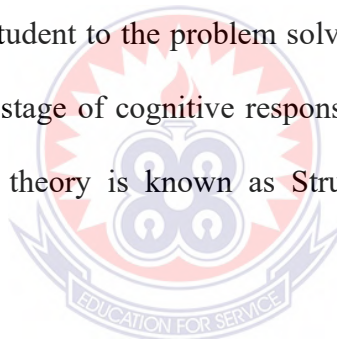 tudent to the problem solv
stage of cognitive respons
theory is known as Stru
EDUCATION FOR SERVICE